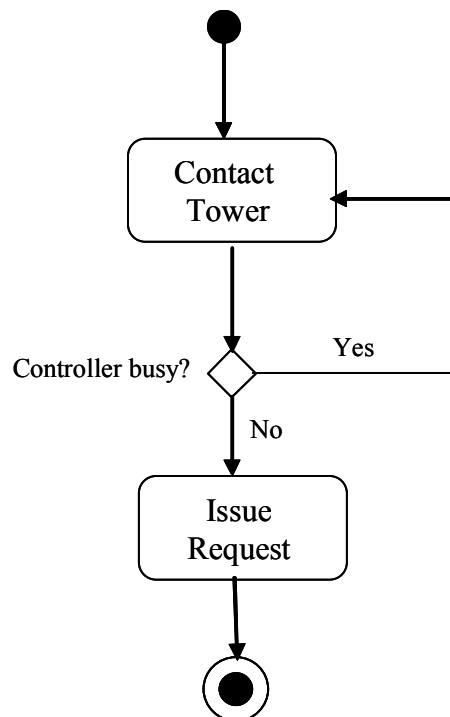 Contact
Tower
Controller busy?
Yes
No
Issue
Request